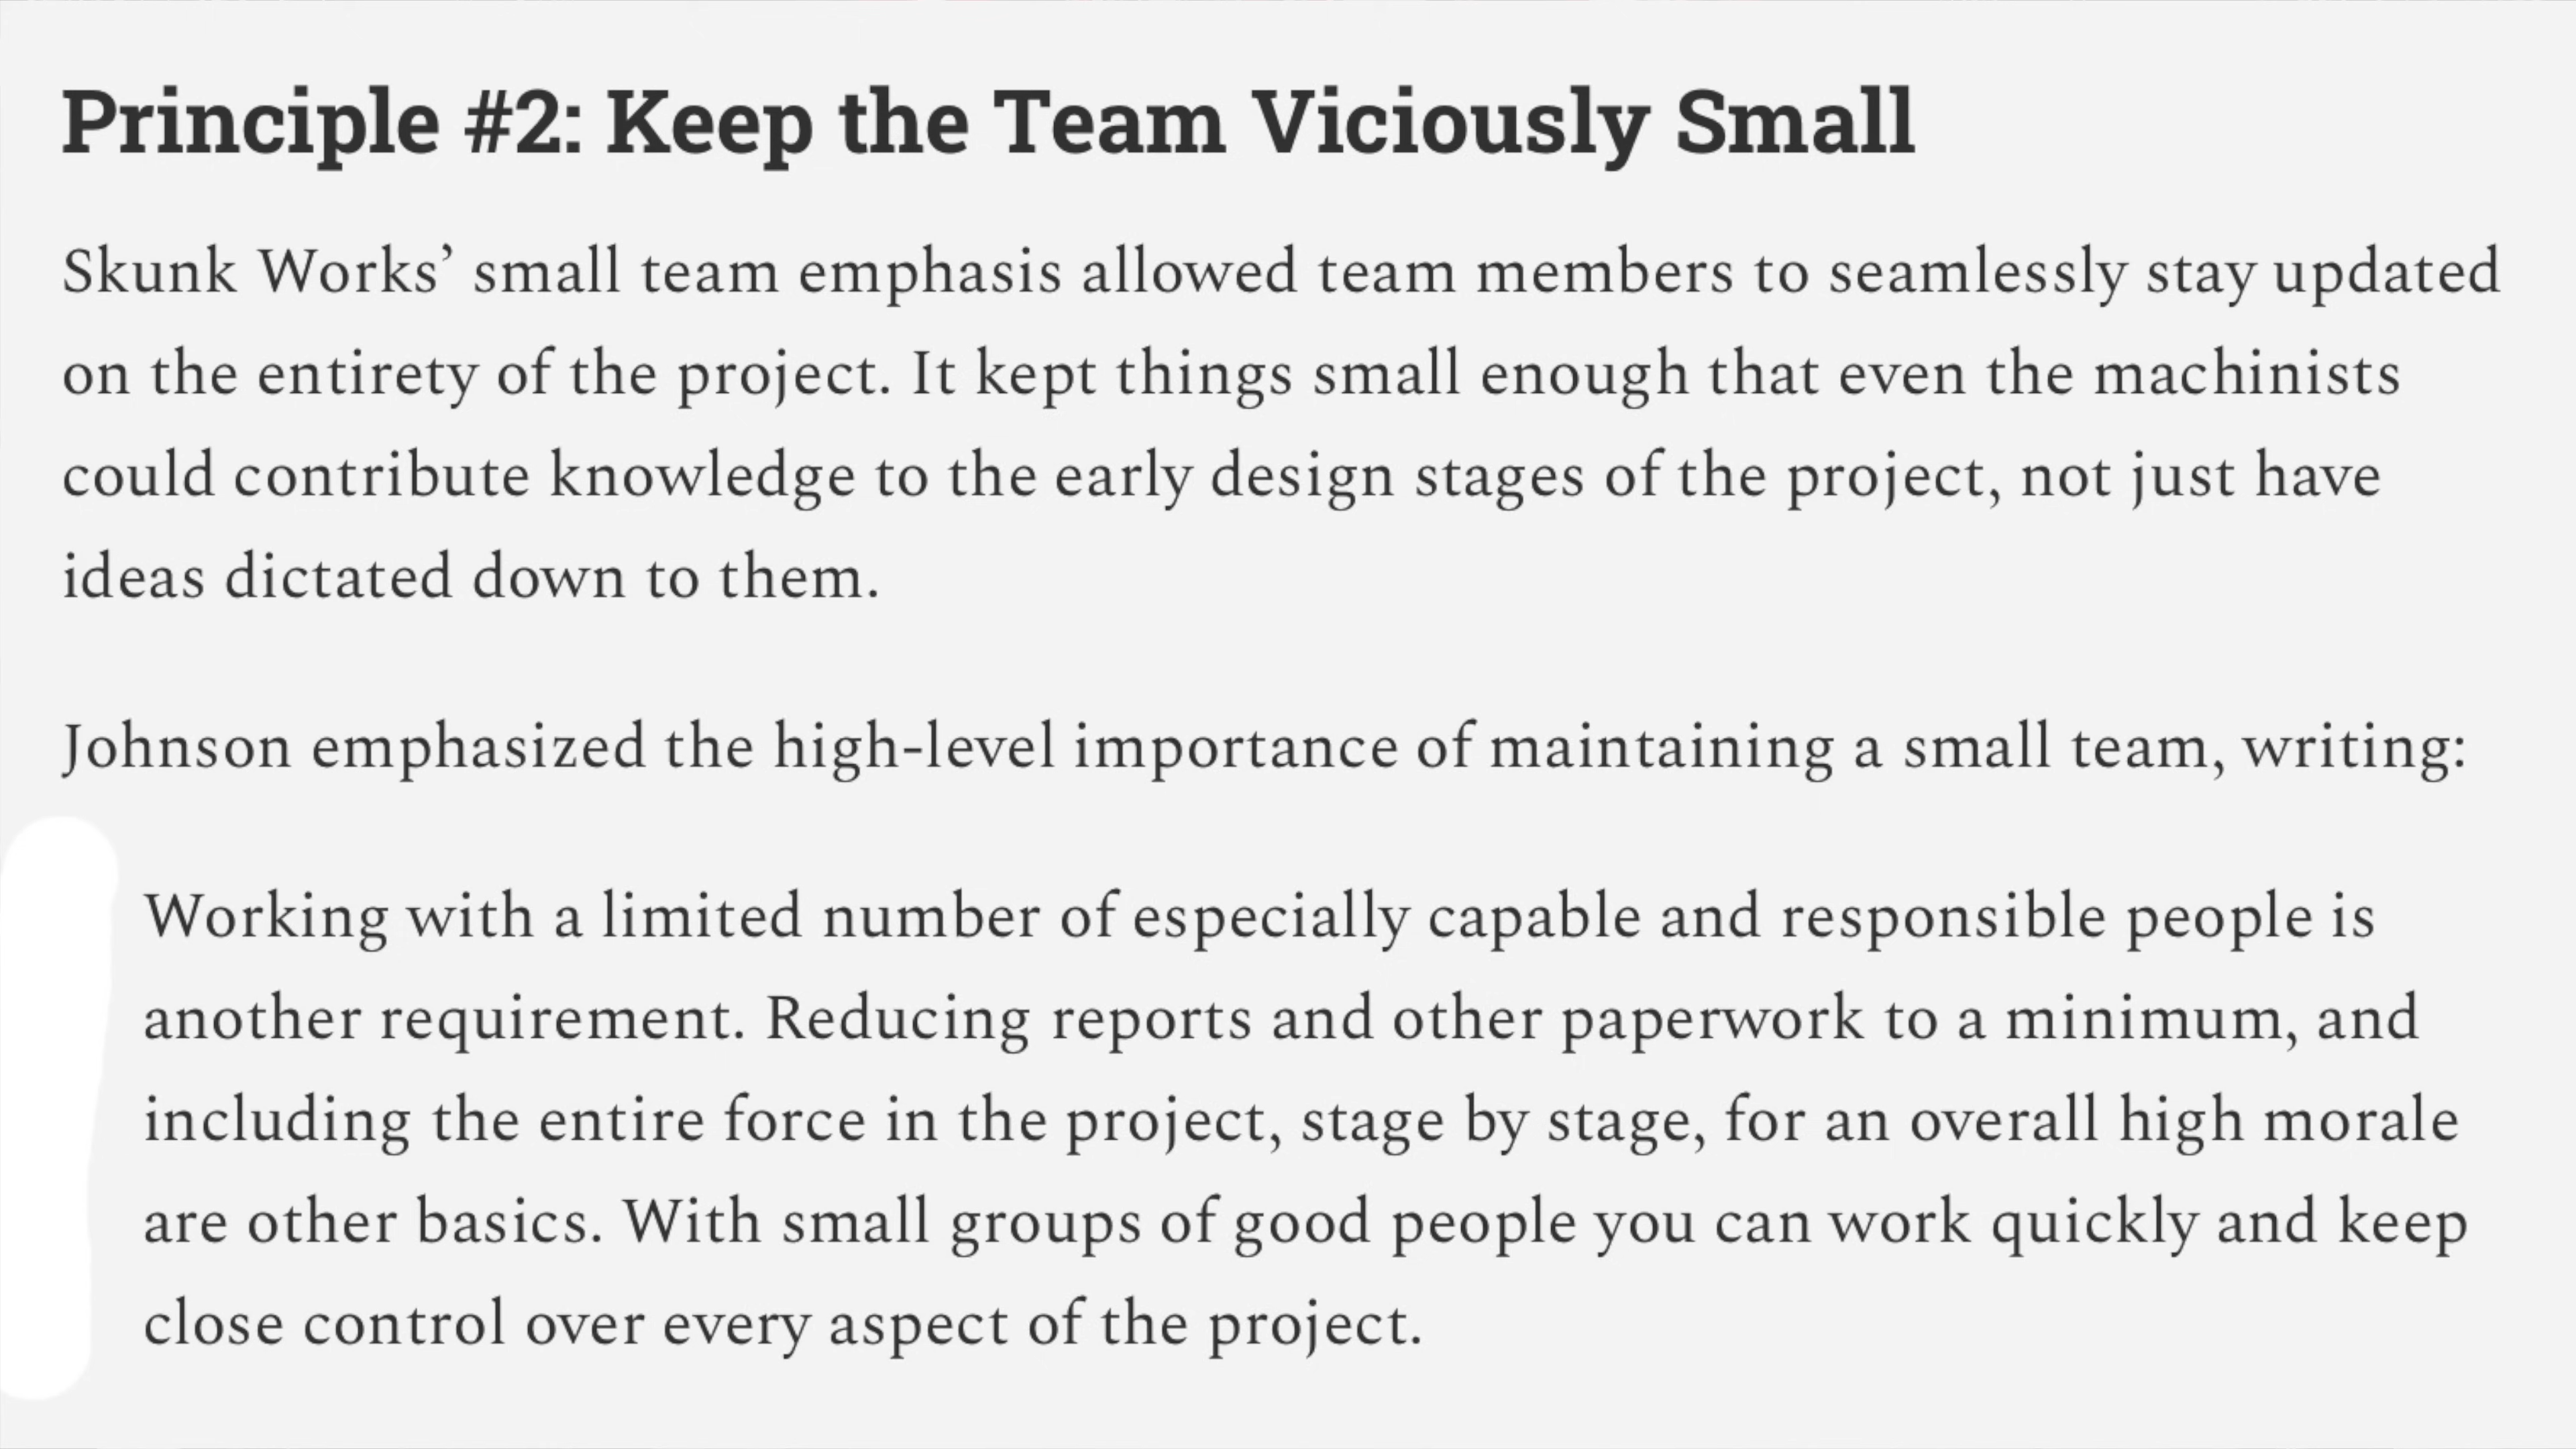 Principle #2: Keep the Team Viciously Small
Skunk Works’ small team emphasis allowed team members to seamlessly stay updated
on the entirety of the project. It kept things small enough that even the machinists
could contribute knowledge to the early design stages of the project, not just have
ideas dictated down to them.
Johnson emphasized the high-level importance of maintaining a small team, writing:
Working with a limited number of especially capable and responsible people is
another requirement. Reducing reports and other paperwork to a minimum, and
including the entire force in the project, stage by stage, for an overall high morale
are other basics. With small groups of good people you can work quickly and keep
close control over every aspect of the project.